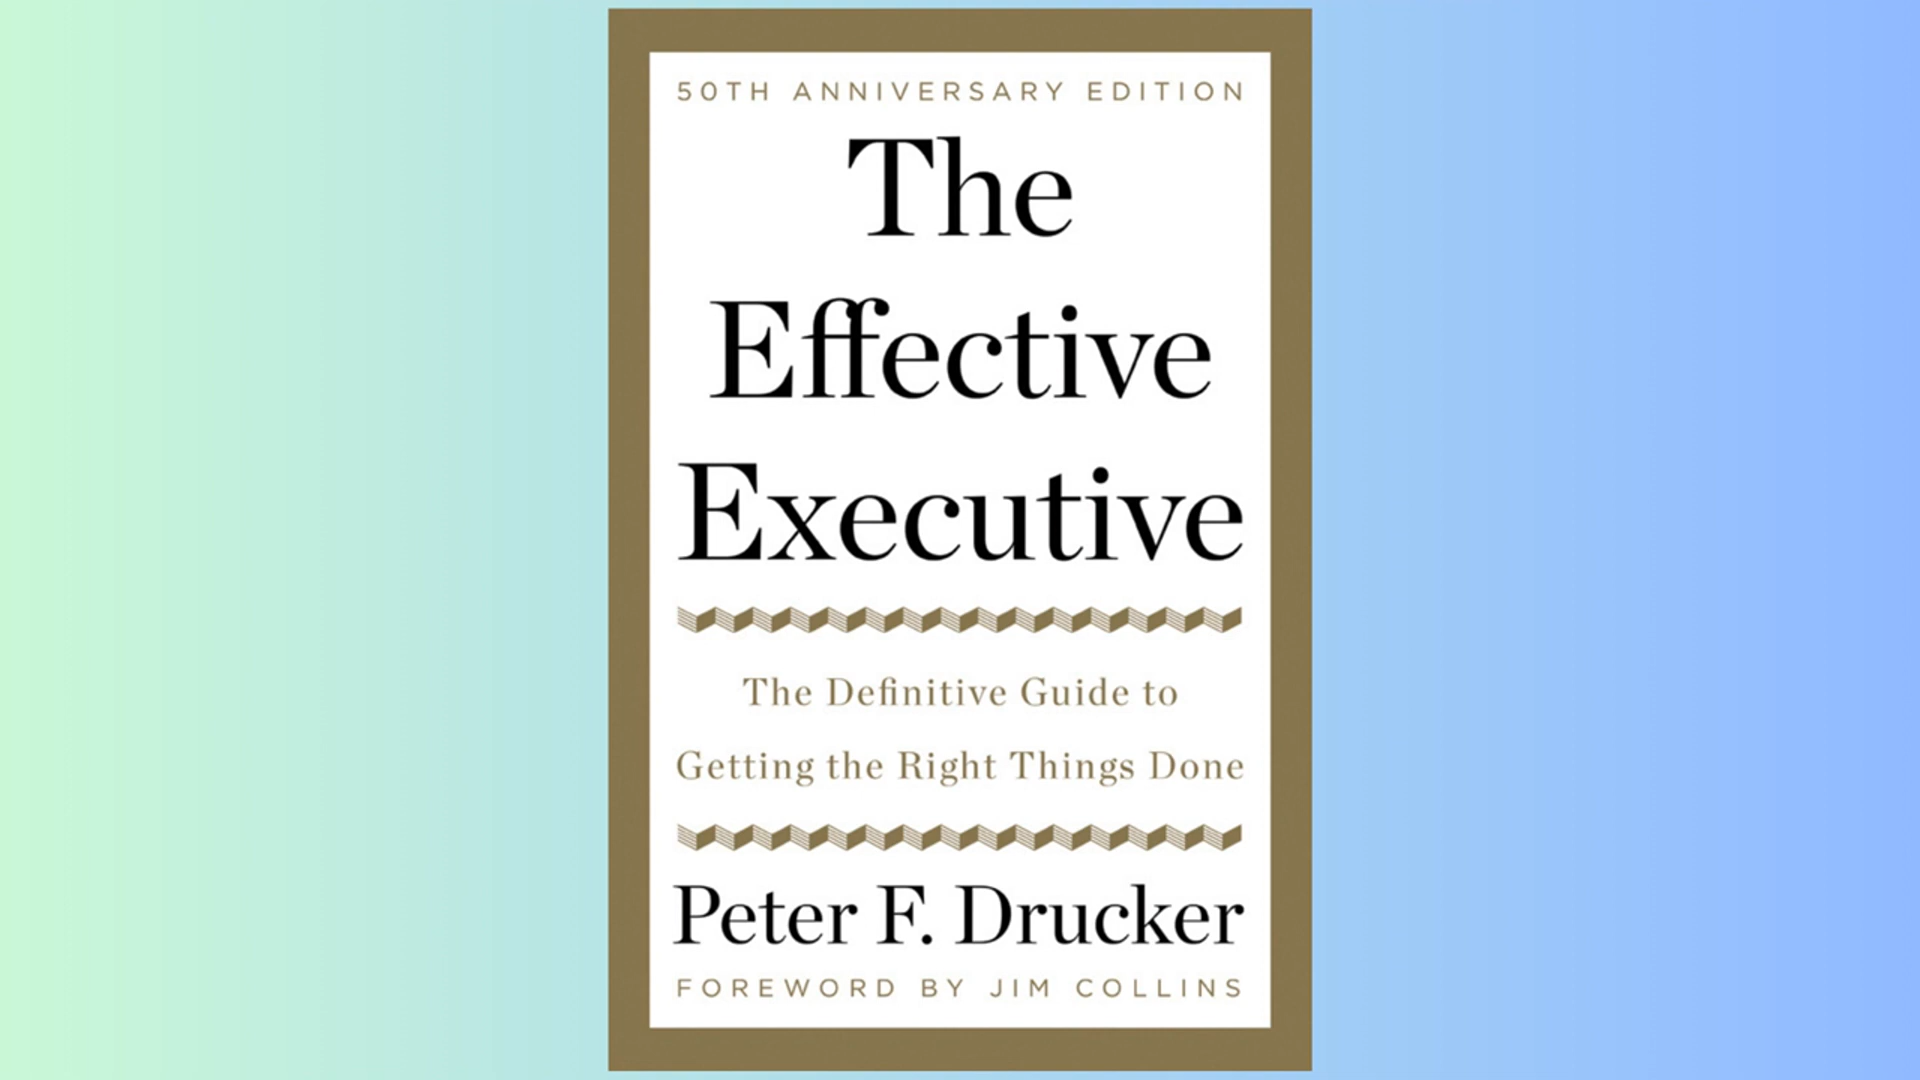 50TH ANNIVERSARY EDITION
The
Effective
Executive
The Definitive Guide to
Getting the Right Things Done
Peter F. Drucker
FOREWORD BY JIM COLLINS